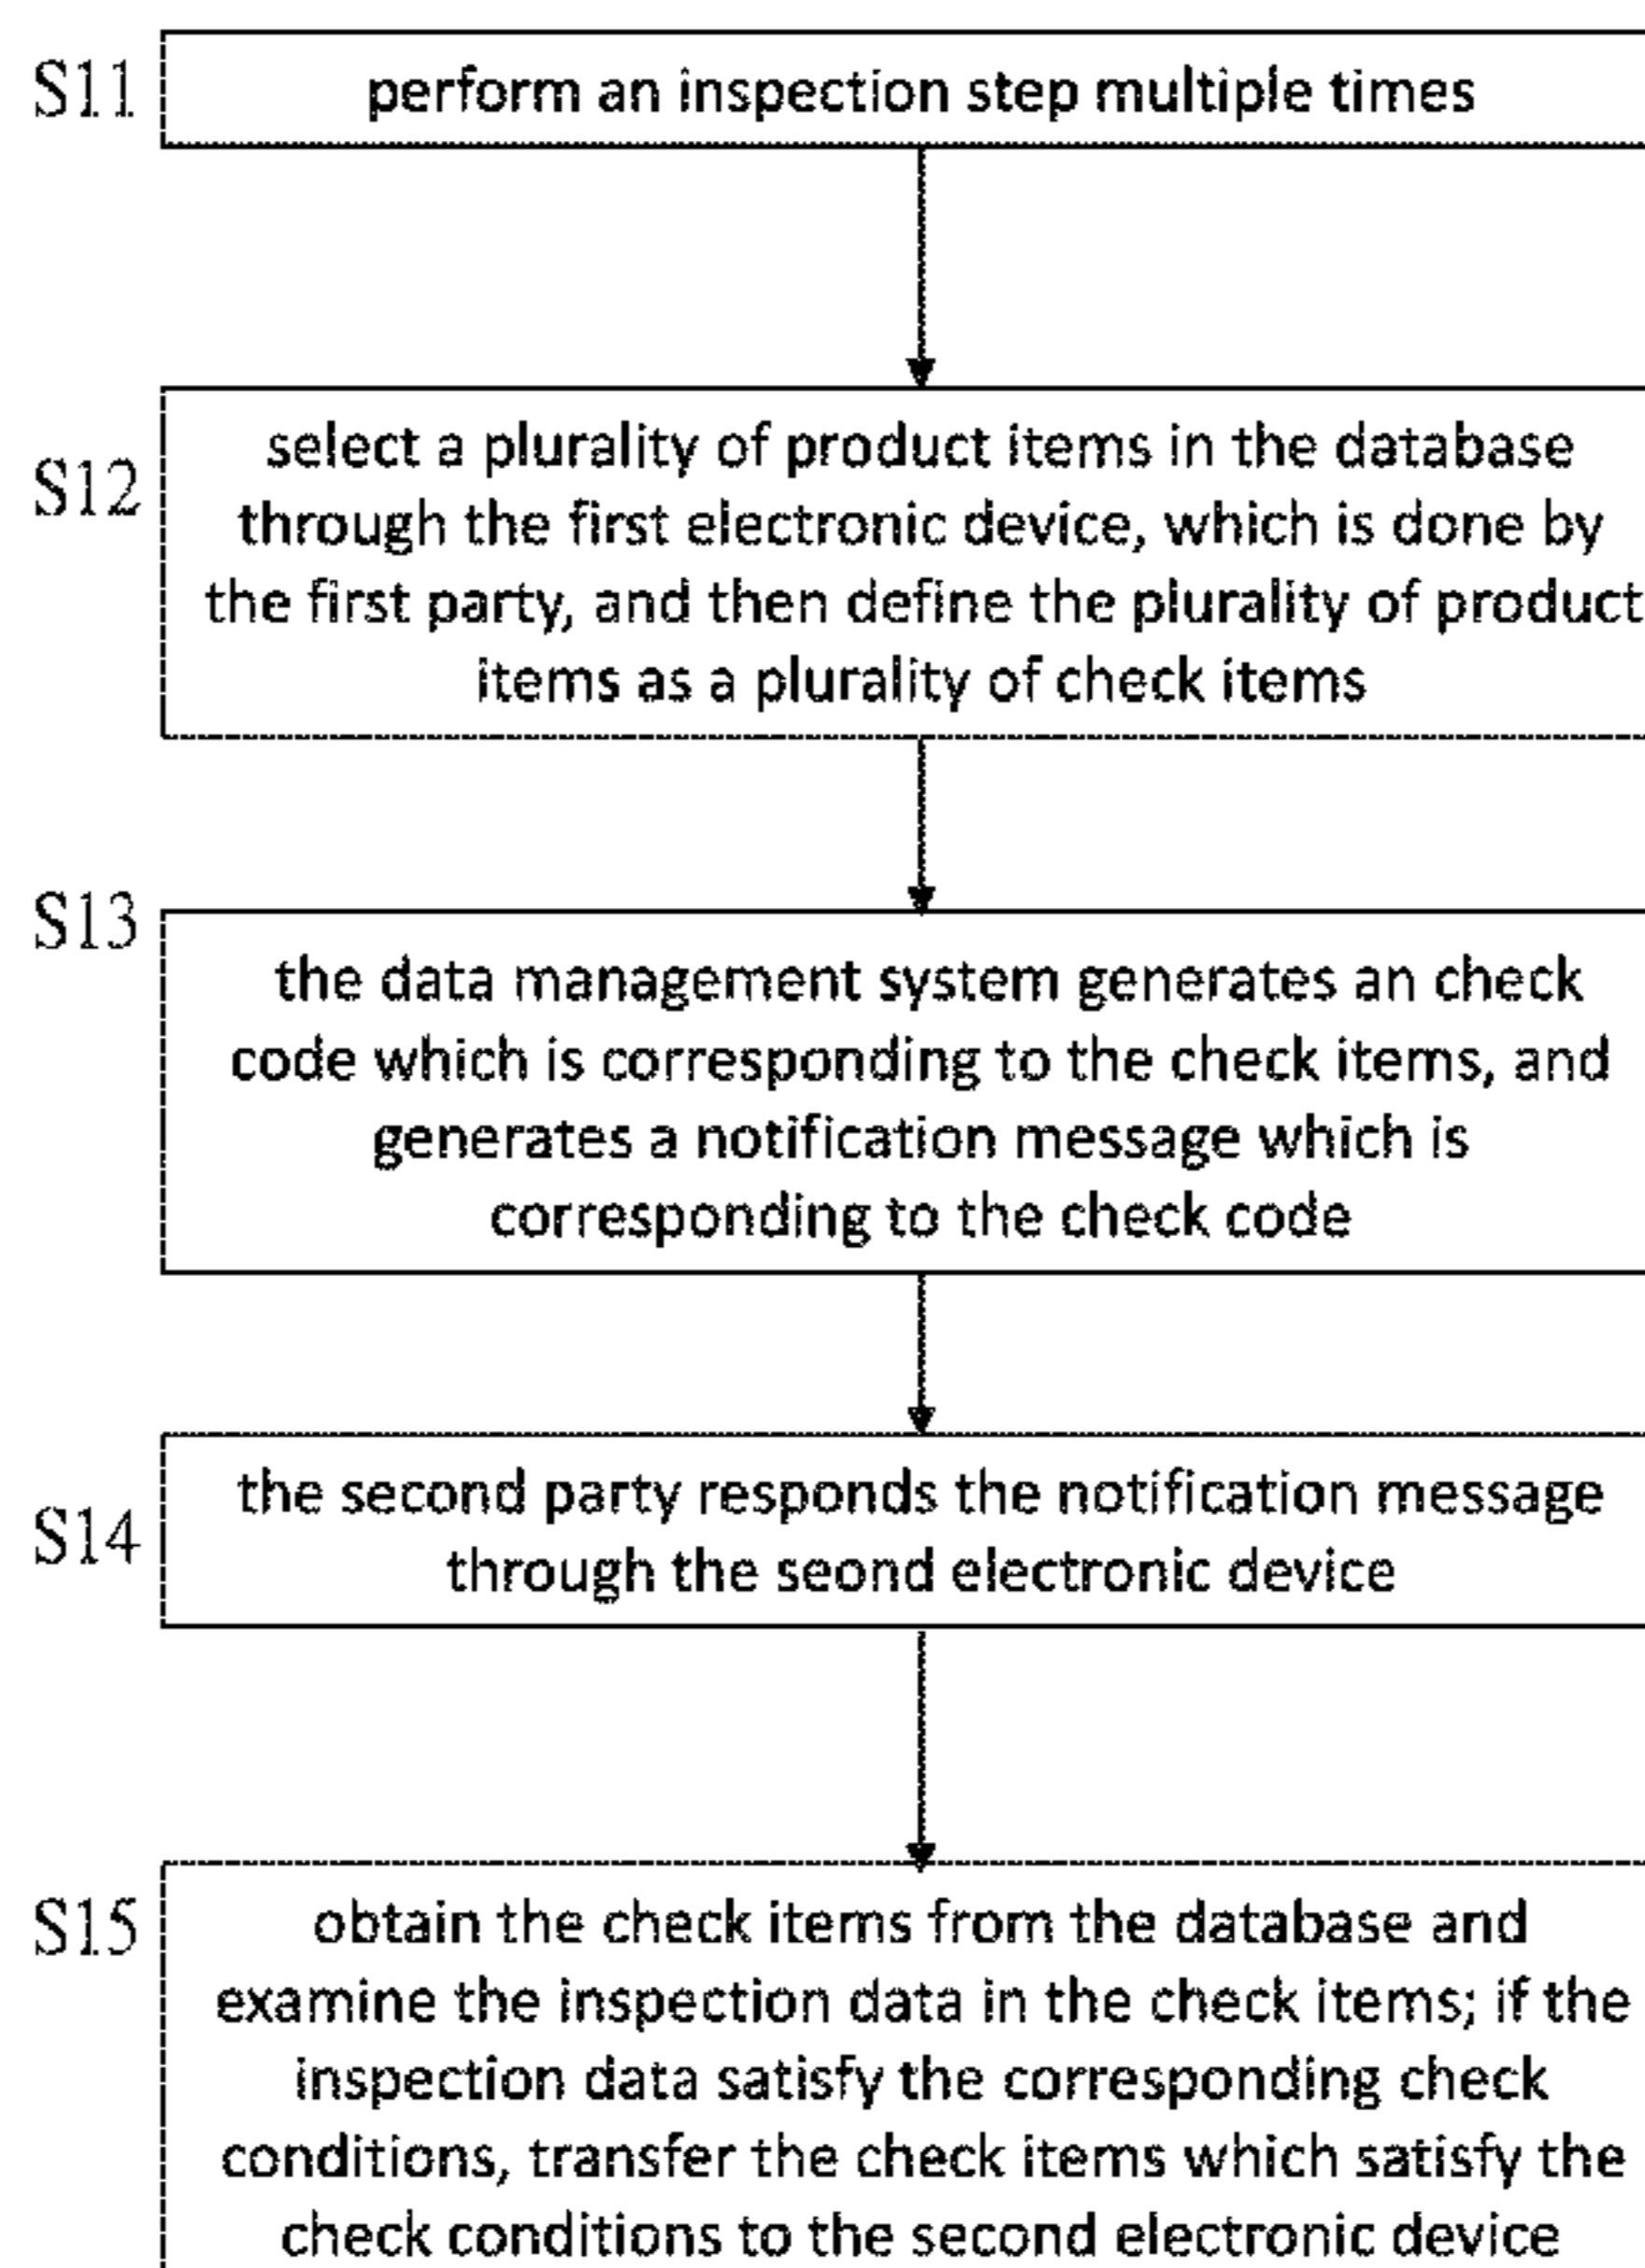 S11
perform an inspection step multiple times
S12
select a plurality of product items in the database
through the first electronic device, which is done by
the first party, and then define the plurality of product
items as a plurality of check items
S13
the data management system generates an check
code which is corresponding to the check items, and
generates a notification message which is
corresponding to the check code
S14
the second party responds the notification message
through the seond electronic device
S15
obtain the check items from the database and
examine the inspection data in the check items; if the
inspection data satisfy the corresponding check
conditions, transfer the check items which satisfy the
check conditions to the second electronic device